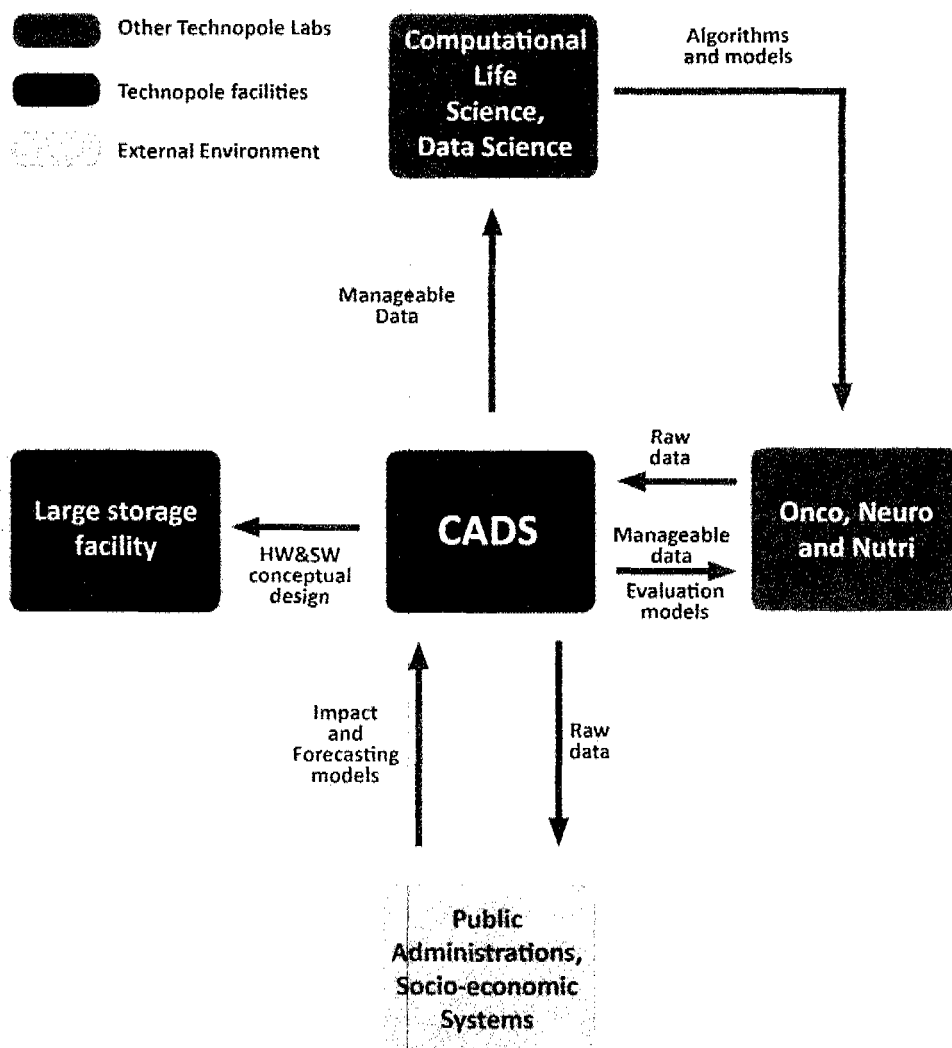 Other Technopole Labs
Technopole facilities
External Environment
Computational
Life
Science,
Data Science
Algorithms
and models
Manageable
Data
Large storage
facility
HW&SW
conceptual
design
CADS
Raw
data
Manageable
data
Evaluation
models
Onco, Neuro
and Nutri
Impact
and
Forecasting
models
Raw
data
Public
Administrations,
Socio-economic
Systems